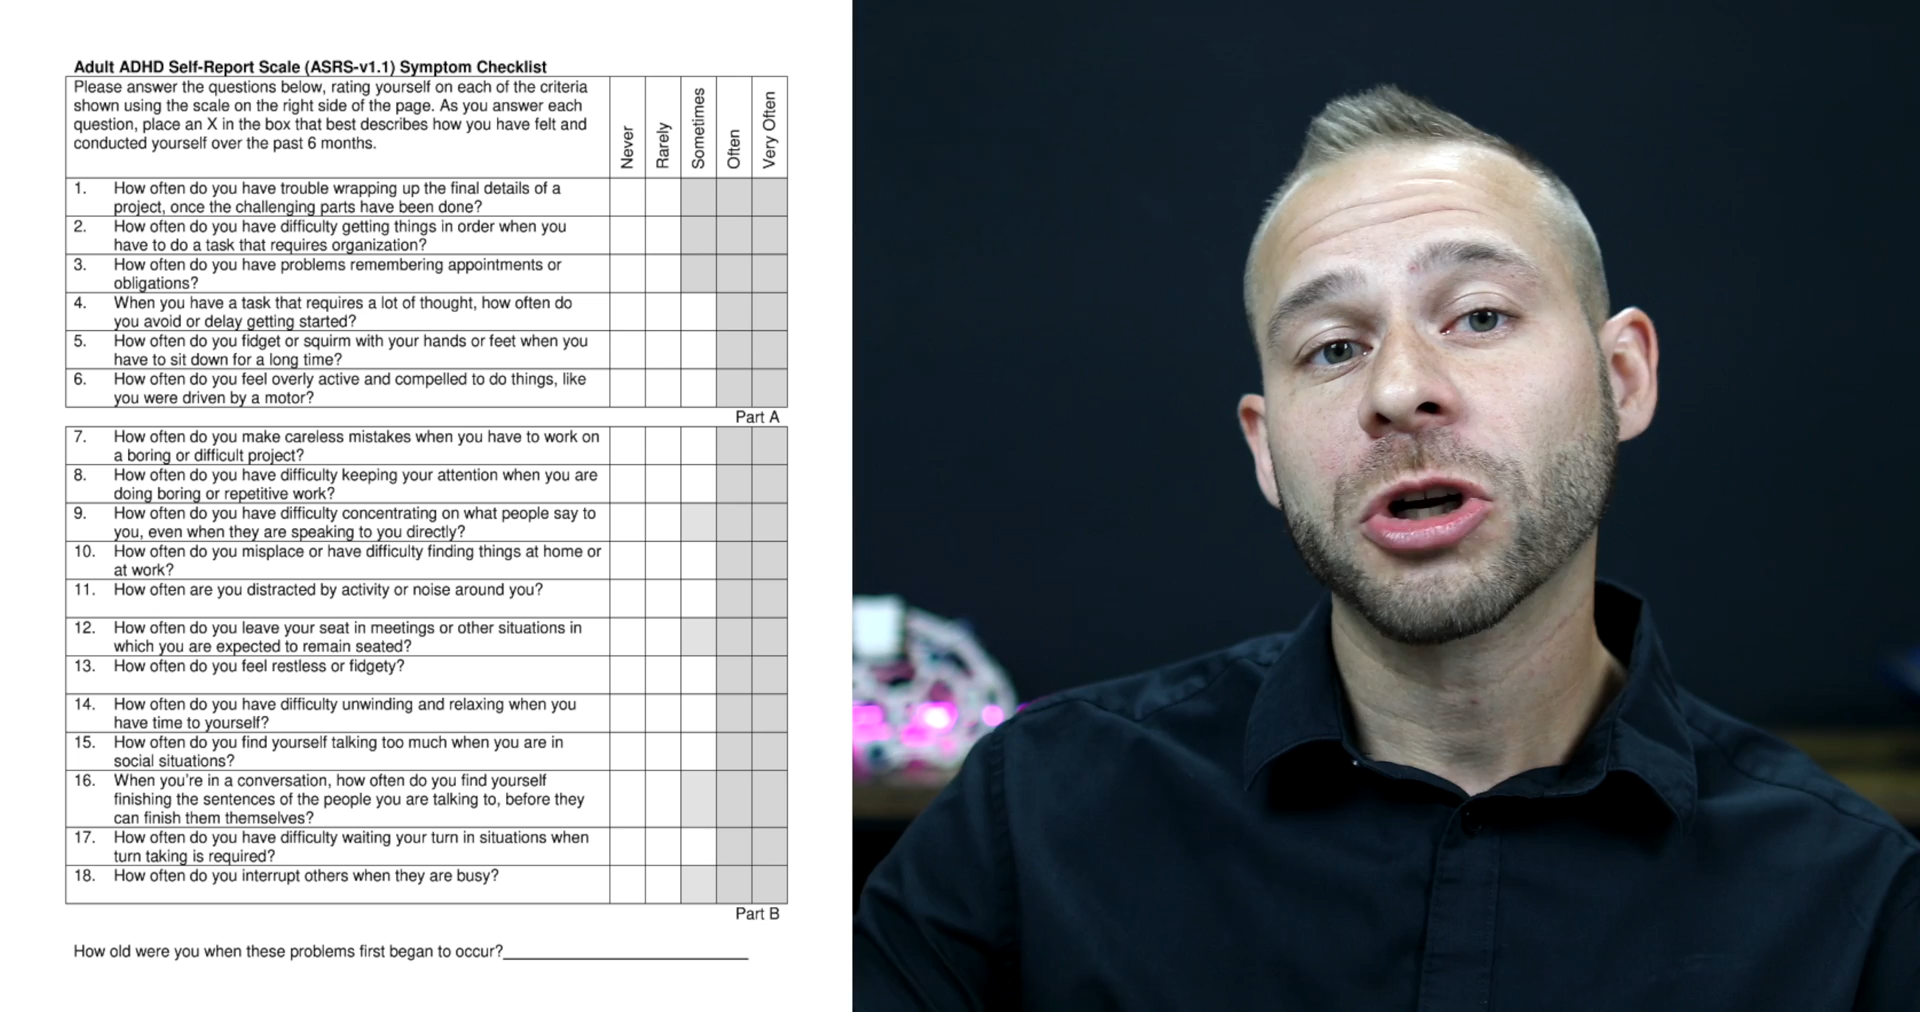 Adult ADHD Self-Report Scale (ASRS-v1.1) Symptom Checklist
Please answer the questions below, rating yourself on each of the criteria
shown using the scale on the right side of the page. As you answer each
question, place an X in the box that best describes how you have felt and
conducted yourself over the past 6 months.
Never
Rarely
Sometimes
Often
Very Often
1. How often do you have trouble wrapping up the final details of a
project, once the challenging parts have been done?
2. How often do you have difficulty getting things in order when you
have to do a task that requires organization?
3. How often do you have problems remembering appointments or
obligations?
4. When you have a task that requires a lot of thought, how often do
you avoid or delay getting started?
5. How often do you fidget or squirm with your hands or feet when you
have to sit down for a long time?
6. How often do you feel overly active and compelled to do things, like
you were driven by a motor?
Part A
7. How often do you make careless mistakes when you have to work on
a boring or difficult project?
8. How often do you have difficulty keeping your attention when you are
doing boring or repetitive work?
9. How often do you have difficulty concentrating on what people say to
you, even when they are speaking to you directly?
10. How often do you misplace or have difficulty finding things at home or
at work?
11. How often are you distracted by activity or noise around you?
12. How often do you leave your seat in meetings or other situations in
which you are expected to remain seated?
13. How often do you feel restless or fidgety?
14. How often do you have difficulty unwinding and relaxing when you
have time to yourself?
15. How often do you find yourself talking too much when you are in
social situations?
16. When you're in a conversation, how often do you find yourself
finishing the sentences of the people you are talking to, before they
can finish them themselves?
17. How often do you have difficulty waiting your turn in situations when
turn taking is required?
18. How often do you interrupt others when they are busy?
Part B
How old were you when these problems first began to occur?